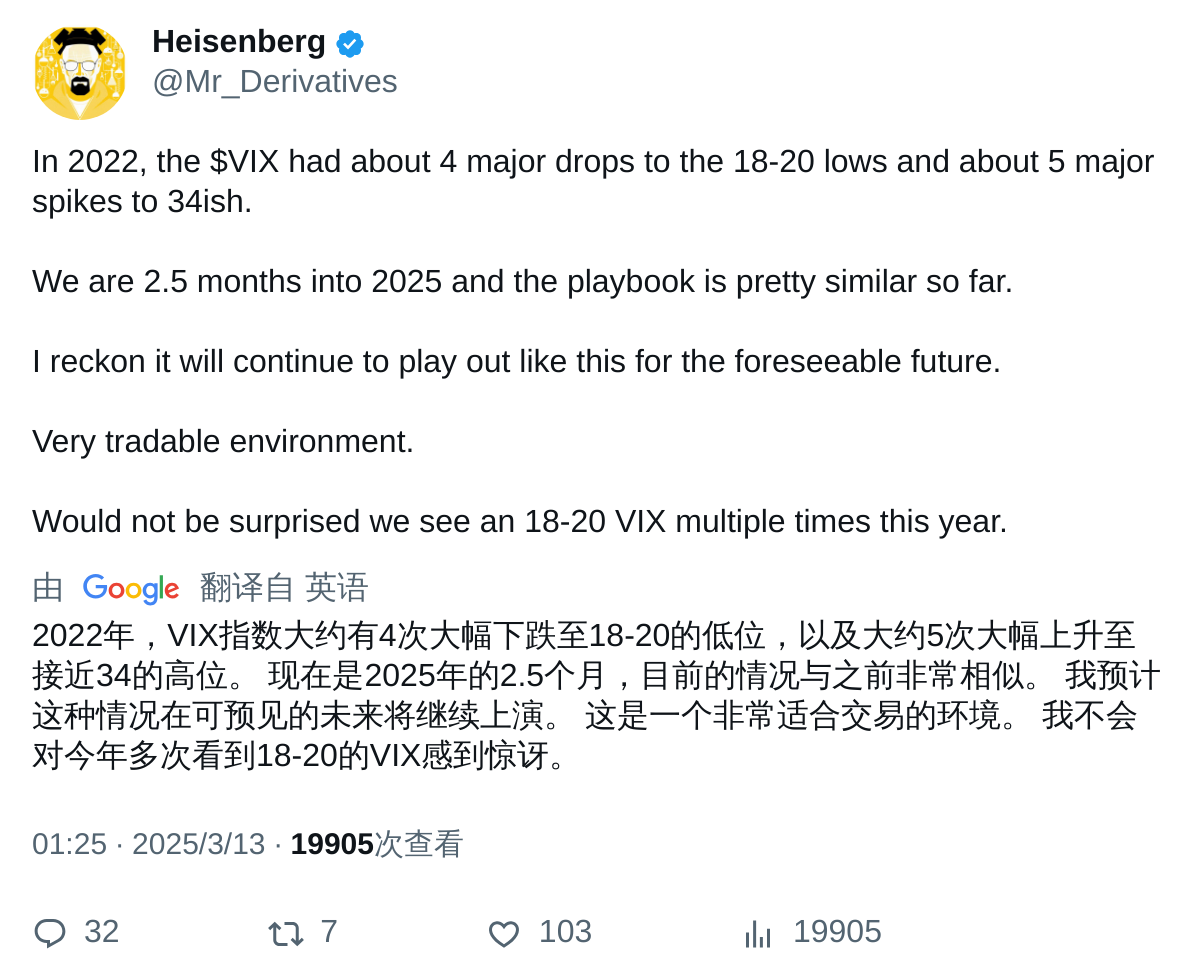 Heisenberg
@Mr_Derivatives
In 2022, the $VIX had about 4 major drops to the 18-20 lows and about 5 major
spikes to 34ish.
We are 2.5 months into 2025 and the playbook is pretty similar so far.
I reckon it will continue to play out like this for the foreseeable future.
Very tradable environment.
Would not be surprised we see an 18-20 VIX multiple times this year.
由 Google 翻译自 英语
2022年，VIX指数大约有4次大幅下跌至18-20的低位，以及大约5次大幅上升至
接近34的高位。 现在是2025年的2.5个月，目前的情况与之前非常相似。 我预计
这种情况在可预见的未来将继续上演。 这是一个非常适合交易的环境。 我不会
对今年多次看到18-20的VIX感到惊讶。
01:25 · 2025/3/13 · 19905次查看
32 7 103 19905